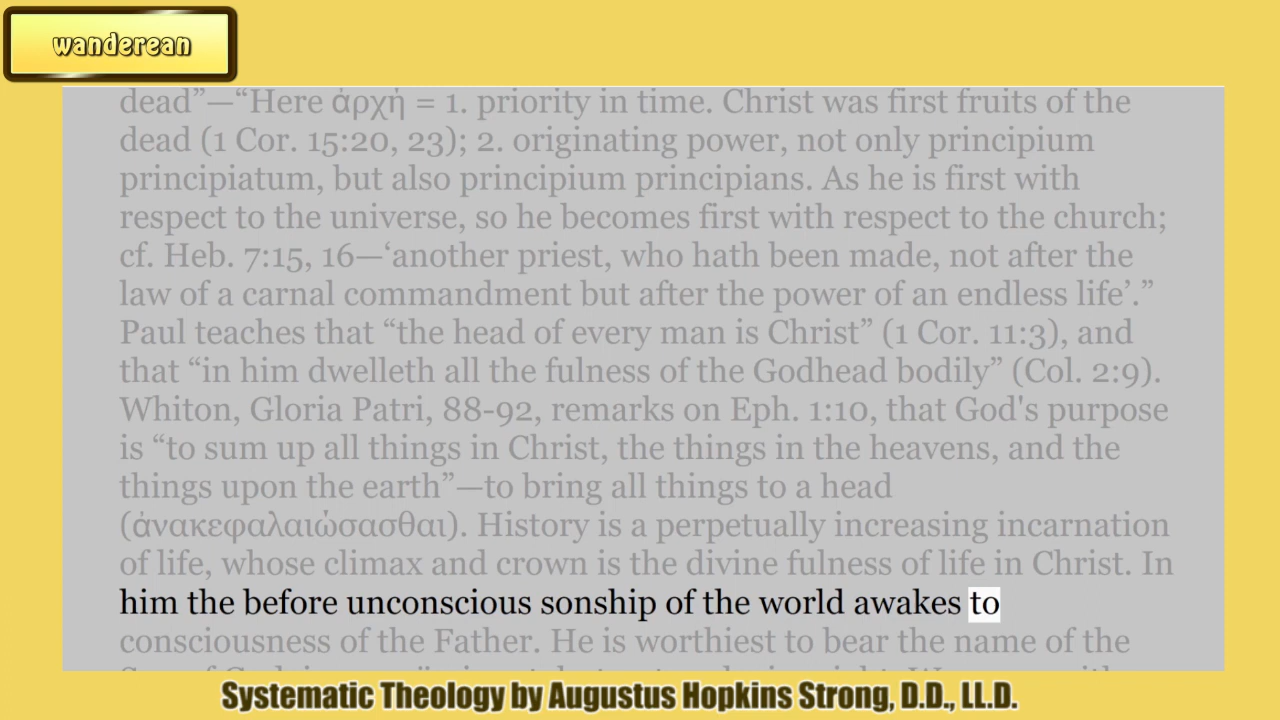 wanderean
dead”—“Here ἀρχή = 1. priority in time. Christ was first fruits of the
dead (1 Cor. 15:20, 23); 2. originating power, not only principium
principiatum, but also principium principians. As he is first with
respect to the universe, so he becomes first with respect to the church;
cf. Heb. 7:15, 16—‘another priest, who hath been made, not after the
law of a carnal commandment but after the power of an endless life’.”
Paul teaches that “the head of every man is Christ” (1 Cor. 11:3), and
that “in him dwelleth all the fulness of the Godhead bodily” (Col. 2:9).
Whiton, Gloria Patri, 88-92, remarks on Eph. 1:10, that God's purpose
is “to sum up all things in Christ, the things in the heavens, and the
things upon the earth”—to bring all things to a head
(ἀνακεφαλαιώσασθαι). History is a perpetually increasing incarnation
of life, whose climax and crown is the divine fulness of life in Christ. In
him the before unconscious sonship of the world awakes to
consciousness of the Father. He is worthiest to bear the name of the
Systematic Theology by Augustus Hopkins Strong, D.D., LL.D.